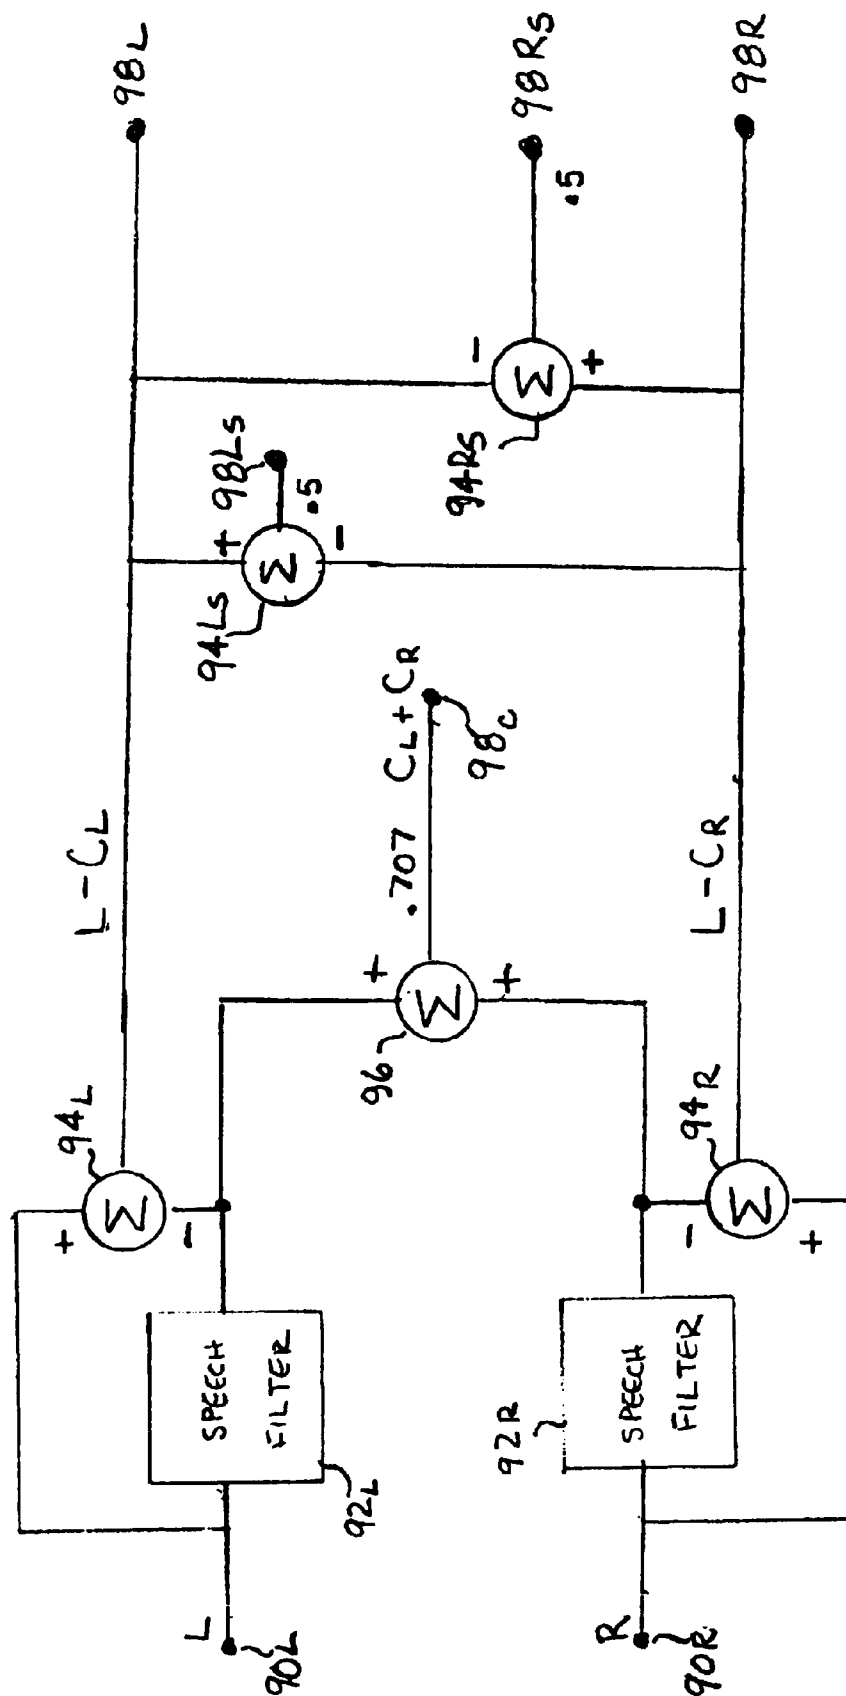 L
90L
SPEECH
FILTER
92L
+
-
Σ
94L
L-CL
R
90R
SPEECH
FILTER
92R
-
+
Σ
94R
L-CR
+
+
Σ
96
.707 CL+CR
98C
+
-
Σ
94LS
.5
98LS
-
+
Σ
94RS
.5
98RS
98L
98R